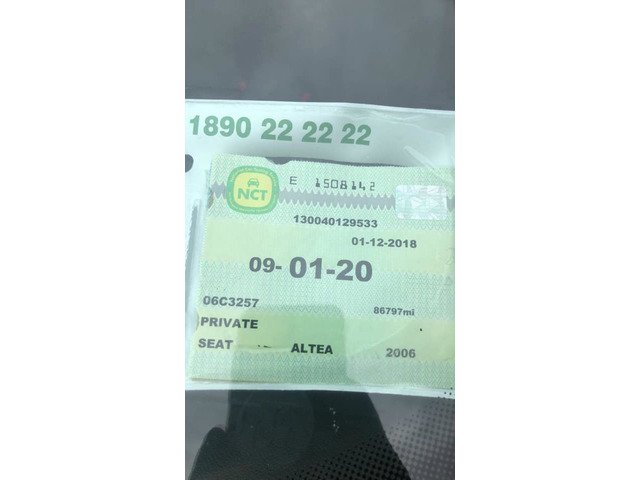 1890 22 22 22
NCT
E 1508142
130040129533
01-12-2018
09-01-20
06C3257 86797mi
PRIVATE
SEAT ALTEA 2006